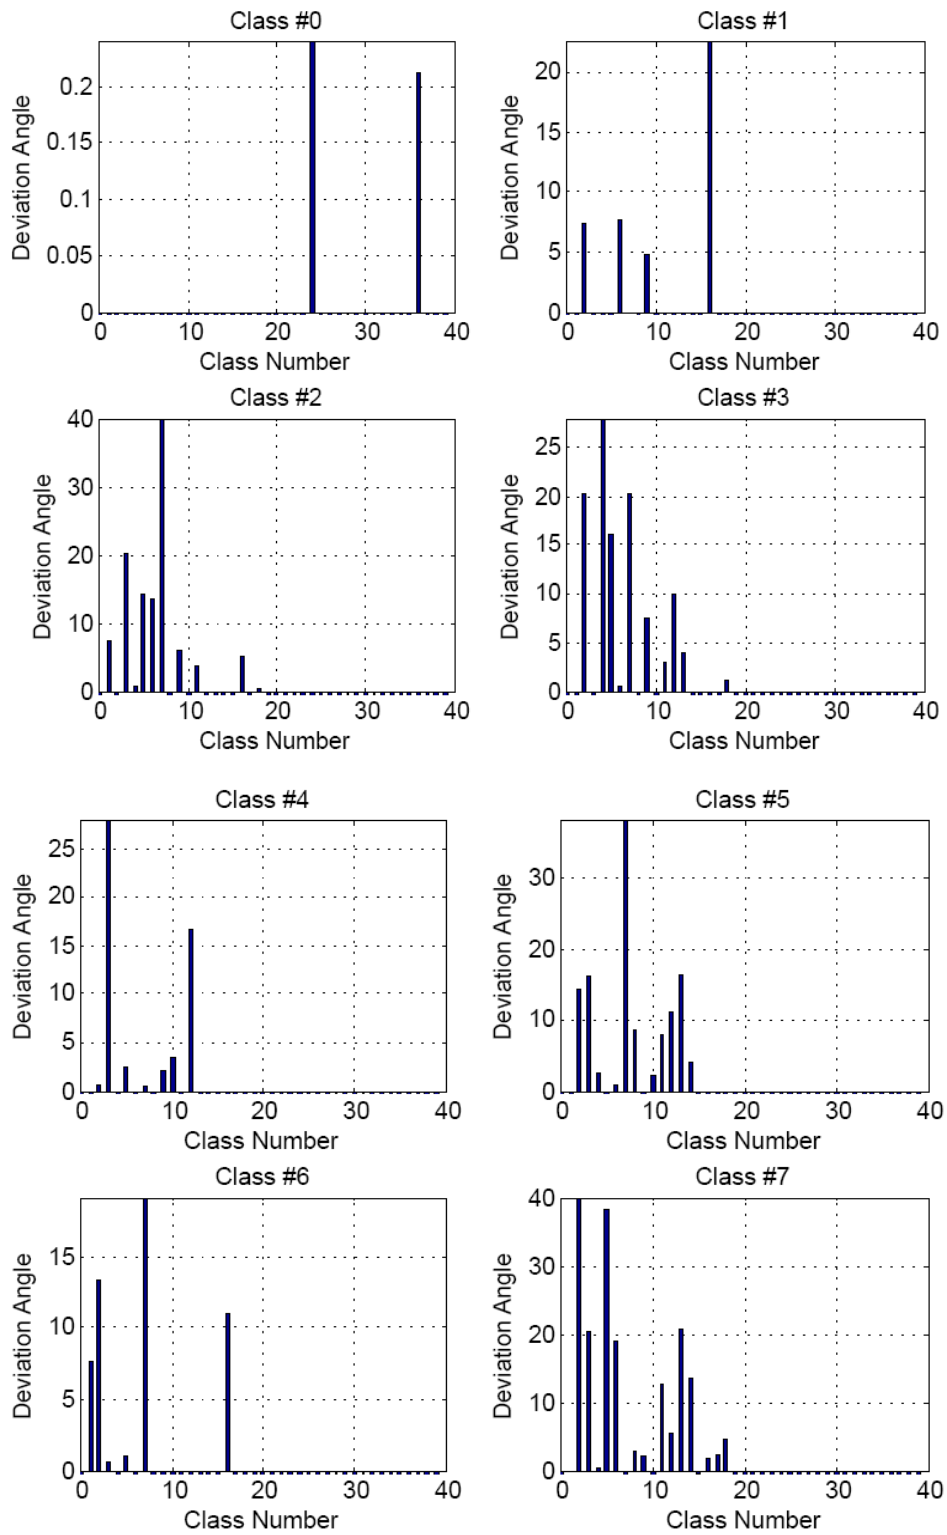 Class #0
Class #1
Deviation Angle
0.2
0.15
0.1
0.05
0
0 10 20 30 40
Class Number
Deviation Angle
20
15
10
5
0
0 10 20 30 40
Class Number
Class #2
Class #3
Deviation Angle
40
30
20
10
0
0 10 20 30 40
Class Number
Deviation Angle
25
20
15
10
5
0
0 10 20 30 40
Class Number
Class #4
Class #5
Deviation Angle
25
20
15
10
5
0
0 10 20 30 40
Class Number
Deviation Angle
30
20
10
0
0 10 20 30 40
Class Number
Class #6
Class #7
Deviation Angle
15
10
5
0
0 10 20 30 40
Class Number
Deviation Angle
40
30
20
10
0
0 10 20 30 40
Class Number